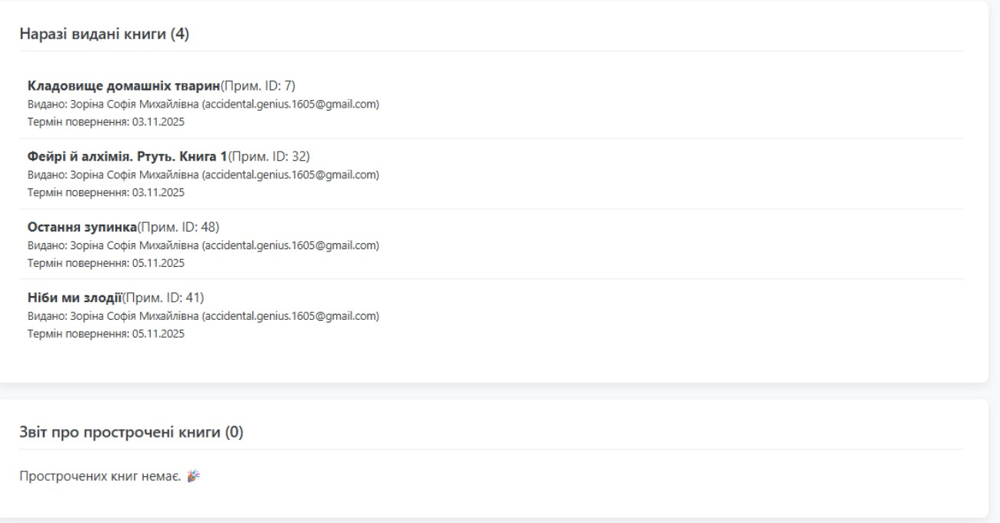 Наразі видані книги (4)
Кладовище домашніх тварин(Прим. ID: 7)
Видано: Зоріна Софія Михайлівна (accidental.genius.1605@gmail.com)
Термін повернення: 03.11.2025
Фейрі й алхімія. Ртуть. Книга 1(Прим. ID: 32)
Видано: Зоріна Софія Михайлівна (accidental.genius.1605@gmail.com)
Термін повернення: 03.11.2025
Остання зупинка(Прим. ID: 48)
Видано: Зоріна Софія Михайлівна (accidental.genius.1605@gmail.com)
Термін повернення: 05.11.2025
Ніби ми злодії(Прим. ID: 41)
Видано: Зоріна Софія Михайлівна (accidental.genius.1605@gmail.com)
Термін повернення: 05.11.2025
Звіт про прострочені книги (0)
Прострочених книг немає. 🎉